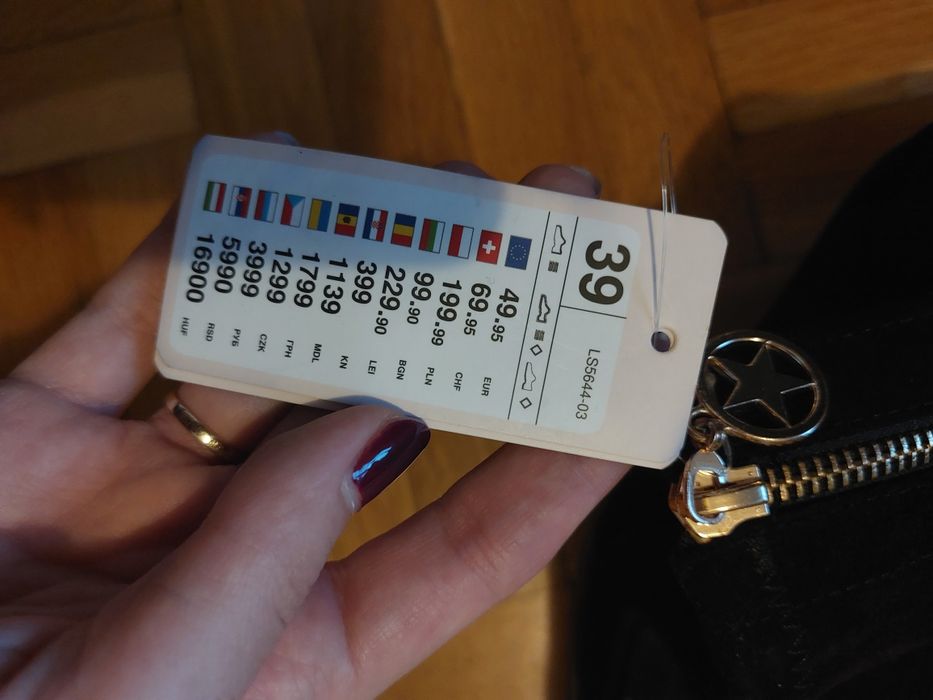 39 LS5644-03
49.95 EUR
69.95 CHF
199.99 PLN
99.90 BGN
229.90 LEI
399 KN
1139 MDL
1799 ГРН
1299 CZK
3999 РУБ
5990 RSD
16900 HUF